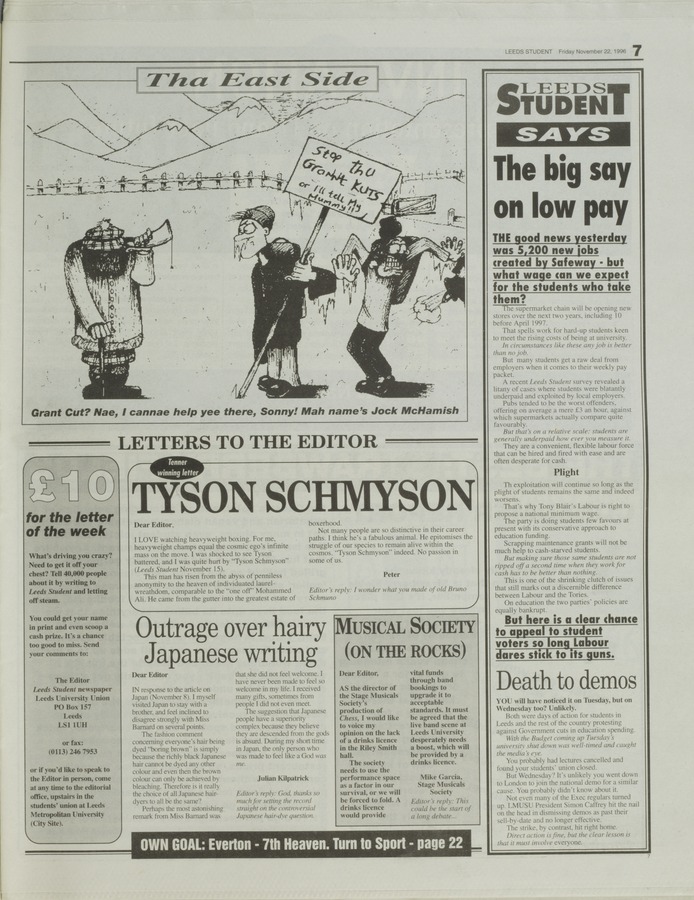 LEEDS STUDENT Friday November 22, 1996 7
Tha East Side
Stop thu
Grantit KUTS
or I'll tell My
Mummy!!
Grant Cut? Nae, I cannae help yee there, Sonny! Mah name's Jock McHamish
LETTERS TO THE EDITOR
£10
for the letter
of the week
What's driving you crazy?
Need to get it off your
chest? Tell 40,000 people
about it by writing to
Leeds Student and letting
off steam.
You could get your name
in print and even scoop a
cash prize. It's a chance
too good to miss. Send
your comments to:
The Editor
Leeds Student newspaper
Leeds University Union
PO Box 157
Leeds
LS1 1UH
or fax:
(0113) 246 7953
or if you'd like to speak to
the Editor in person, come
at any time to the editorial
office, upstairs in the
students' union at Leeds
Metropolitan University
(City Site).
Tenner
winning letter
TYSON SCHMYSON
Dear Editor,
I LOVE watching heavyweight boxing. For me,
heavyweight champs equal the cosmic ego's infinite
mass on the move. I was shocked to see Tyson
battered, and I was quite hurt by "Tyson Schmyson"
(Leeds Student November 15).
This man has risen from the abyss of penniless
anonymity to the heaven of individuated laurel-
wreathdom, comparable to the "one off" Mohammed
Ali. He came from the gutter into the greatest estate of
boxerhood.
Not many people are so distinctive in their career
paths. I think he's a fabulous animal. He epitomises the
struggle of our species to remain alive within the
cosmos. "Tyson Schmyson" indeed. No passion in
some of us.
Peter
Editor's reply: I wonder what you made of old Bruno
Schmuno
Outrage over hairy
Japanese writing
Dear Editor
IN response to the article on
Japan (November 8). I myself
visited Japan to stay with a
brother, and feel inclined to
disagree strongly with Miss
Barnard on several points.
The fashion comment
concerning everyone's hair being
dyed "boring brown" is simply
because the nobly black Japanese
hair cannot be dyed any other
colour and even then the brown
colour can only be achieved by
bleaching. Therefore is it really
the choice of all Japanese hair-
dyers to all be the same?
Perhaps the most astonishing
remark from Miss Barnard was
that she did not feel welcome. I
have never been made to feel so
welcome in my life. I received
many gifts, sometimes from
people I did not even meet.
The suggestion that Japanese
people have a superiority
complex because they believe
they are descended from the gods
is absurd. During my short time
in Japan, the only person who
was made to feel like a God was
me.
Julian Kilpatrick
Editor's reply: God, thanks so
much for setting the record
straight on the controversial
Japanese hair-dye question
MUSICAL SOCIETY
(ON THE ROCKS)
Dear Editor,
AS the director of
the Stage Musicals
Society's
production of
Chess, I would like
to voice my
opinion on the lack
of a drinks licence
in the Riley Smith
hall.
The society
needs to use the
performance space
as a factor in our
survival, or we will
be forced to fold. A
drinks licence
would provide
vital funds
through band
bookings to
upgrade it to
acceptable
standards. It must
be agreed that the
live band scene at
Leeds University
desperately needs
a boost, which will
be provided by a
drinks licence.
Mike Garcia,
Stage Musicals
Society
Editor's reply: This
could be the start of
a long debate...
OWN GOAL: Everton - 7th Heaven. Turn to Sport - page 22
LEEDS
STUDENT
SAYS
The big say
on low pay
THE good news yesterday
was 5,200 new jobs
created by Safeway - but
what wage can we expect
for the students who take
them?
The supermarket chain will be opening new
stores over the next two years, including 10
before April 1997.
That spells work for hard-up students keen
to meet the rising costs of being at university.
In circumstances like these any job is better
than no job.
But many students get a raw deal from
employers when it comes to their weekly pay
packet.
A recent Leeds Student survey revealed a
litany of cases where students were blatantly
underpaid and exploited by local employers.
Pubs tended to be the worst offenders,
offering on average a mere £3 an hour, against
which supermarkets actually compare quite
favourably.
But that's on a relative scale: students are
generally underpaid how ever you measure it.
They are a convenient, flexible labour force
that can be hired and fired with ease and are
often desperate for cash.
Plight
Th exploitation will continue so long as the
plight of students remains the same and indeed
worsens.
That's why Tony Blair's Labour is right to
propose a national minimum wage.
The party is doing students few favours at
present with its conservative approach to
education funding.
Scrapping maintenance grants will not be
much help to cash-starved students.
But making sure those same students are not
ripped off a second time when they work for
cash has to be better than nothing.
This is one of the shrinking clutch of issues
that still marks out a discernible difference
between Labour and the Tories.
On education the two parties' policies are
equally bankrupt.
But here is a clear chance
to appeal to student
voters so long Labour
dares stick to its guns.
Death to demos
YOU will have noticed it on Tuesday, but on
Wednesday too? Unlikely.
Both were days of action for students in
Leeds and the rest of the country protesting
against Government cuts in education spending.
With the Budget coming up Tuesday's
university shut down was well-timed and caught
the media's eye.
You probably had lectures cancelled and
found your students' union closed.
But Wednesday? It's unlikely you went down
to London to join the national demo for a similar
cause. You probably didn't know about it.
Not even many of the Exec regulars turned
up. LMUSU President Simon Caffrey hit the nail
on the head in dismissing demos as past their
sell-by-date and no longer effective.
The strike, by contrast, hit right home.
Direct action is fine, but the clear lesson is
that it must involve everyone.